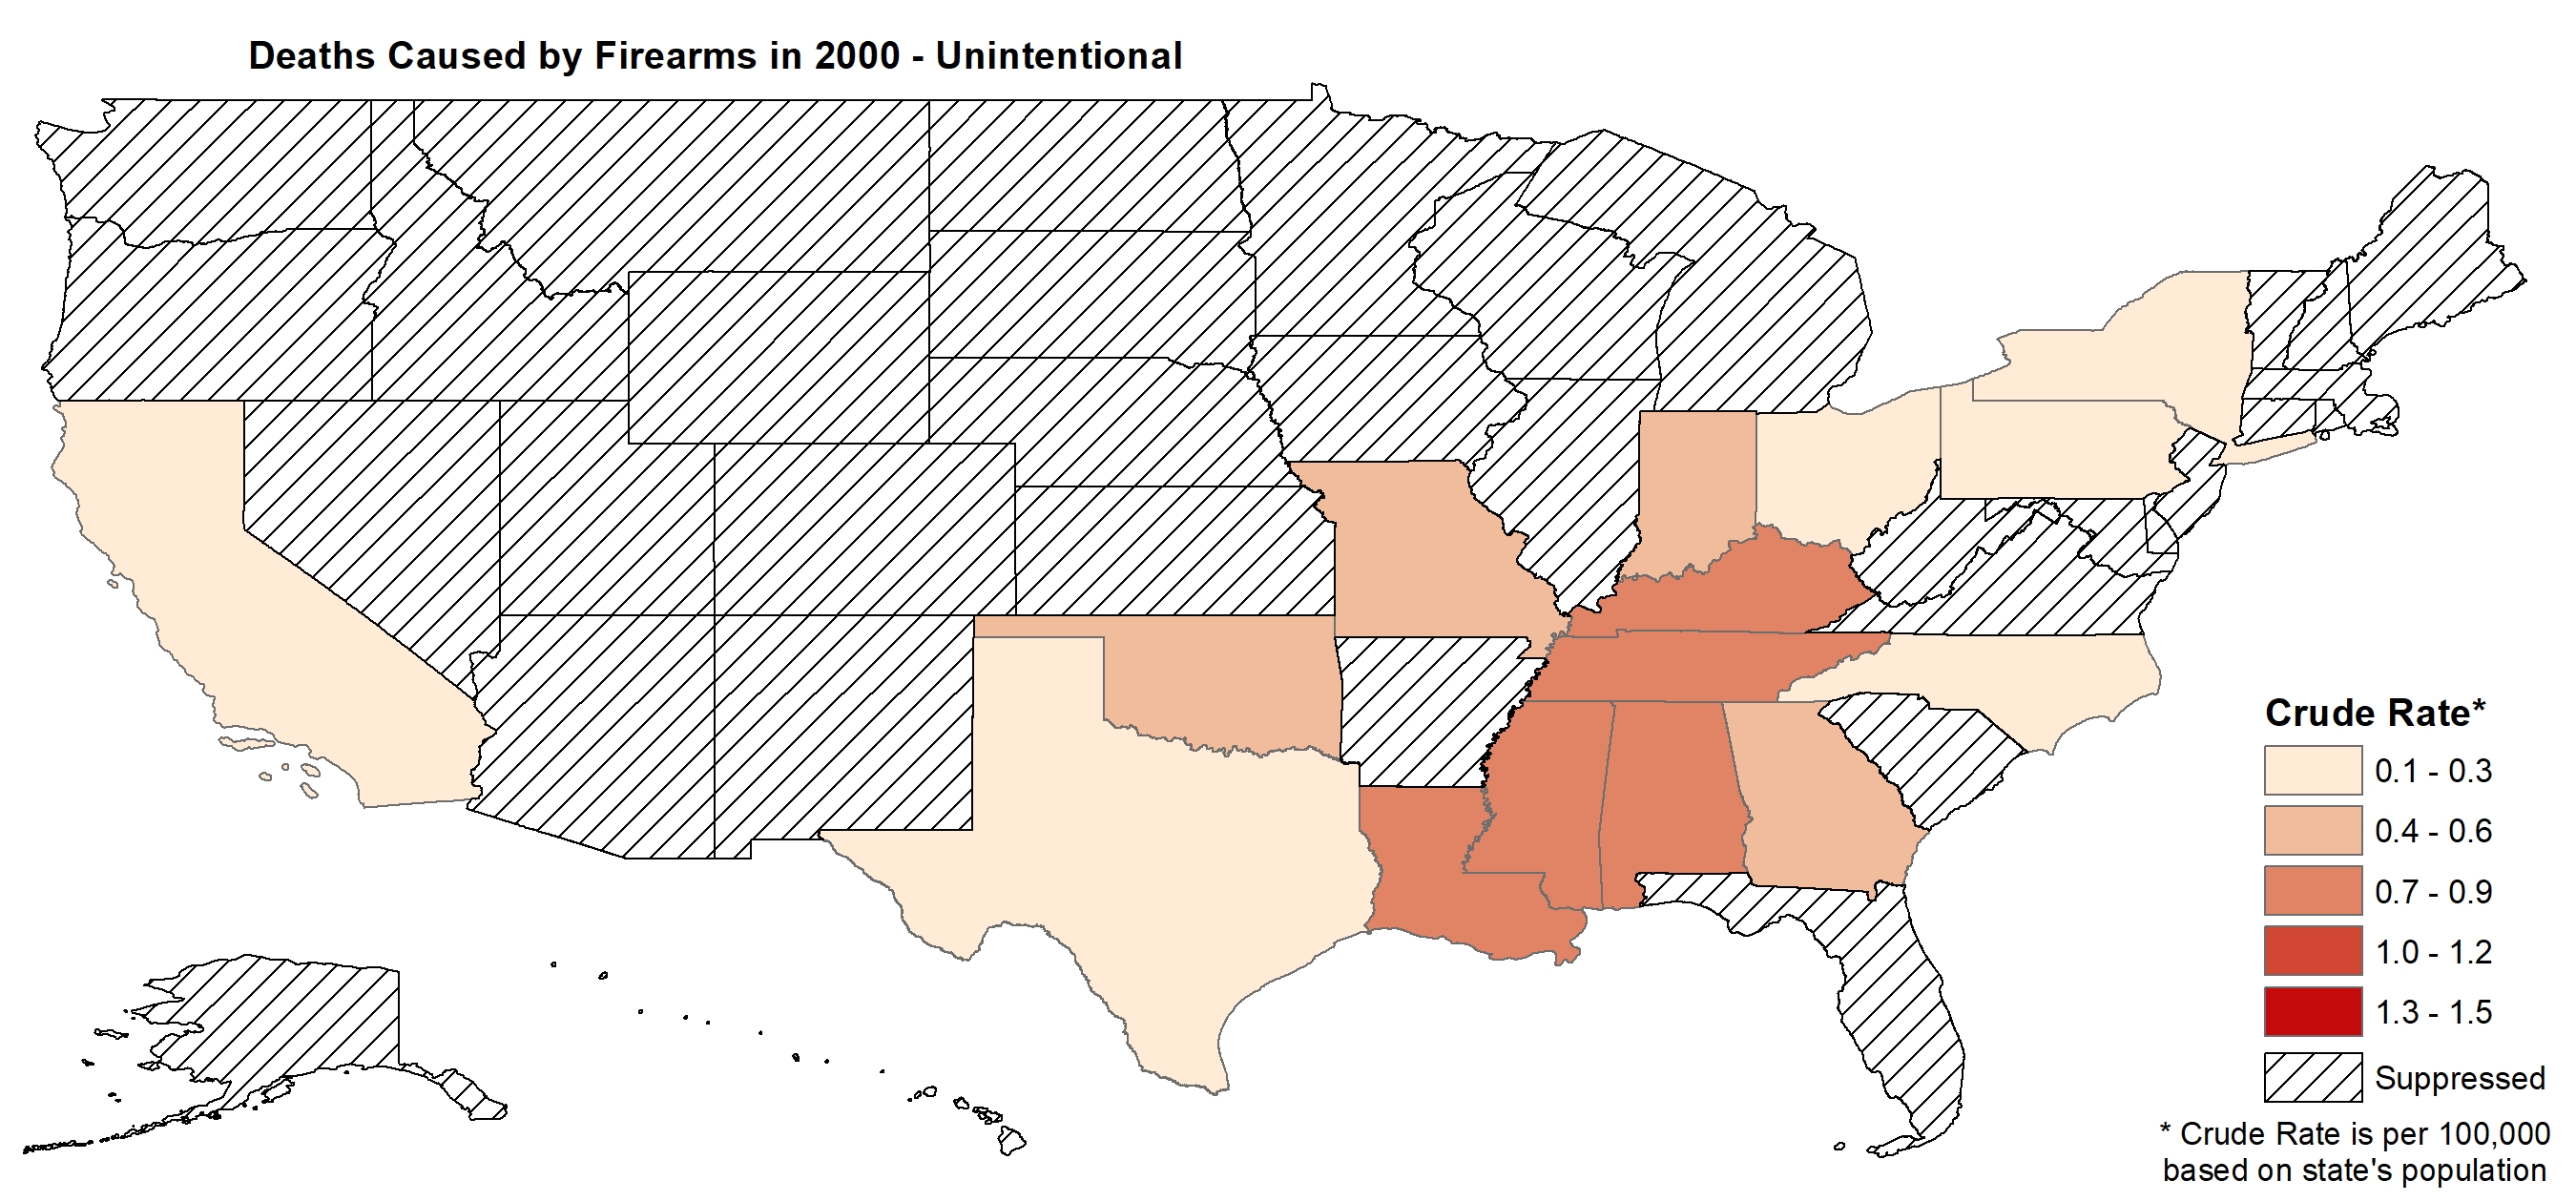 Deaths Caused by Firearms in 2000 - Unintentional
Crude Rate*
0.1 - 0.3
0.4 - 0.6
0.7 - 0.9
1.0 - 1.2
1.3 - 1.5
Suppressed
* Crude Rate is per 100,000
based on state's population